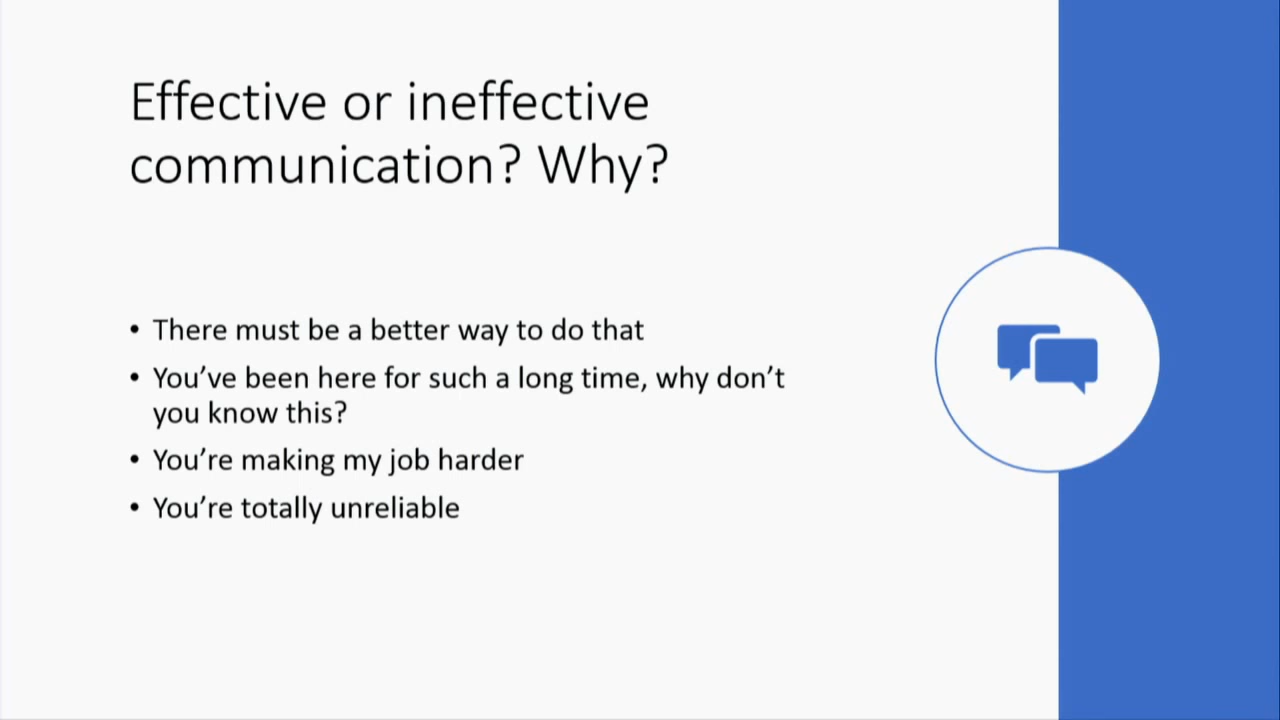 Effective or ineffective
communication? Why?
• There must be a better way to do that
• You’ve been here for such a long time, why don’t
you know this?
• You’re making my job harder
• You’re totally unreliable